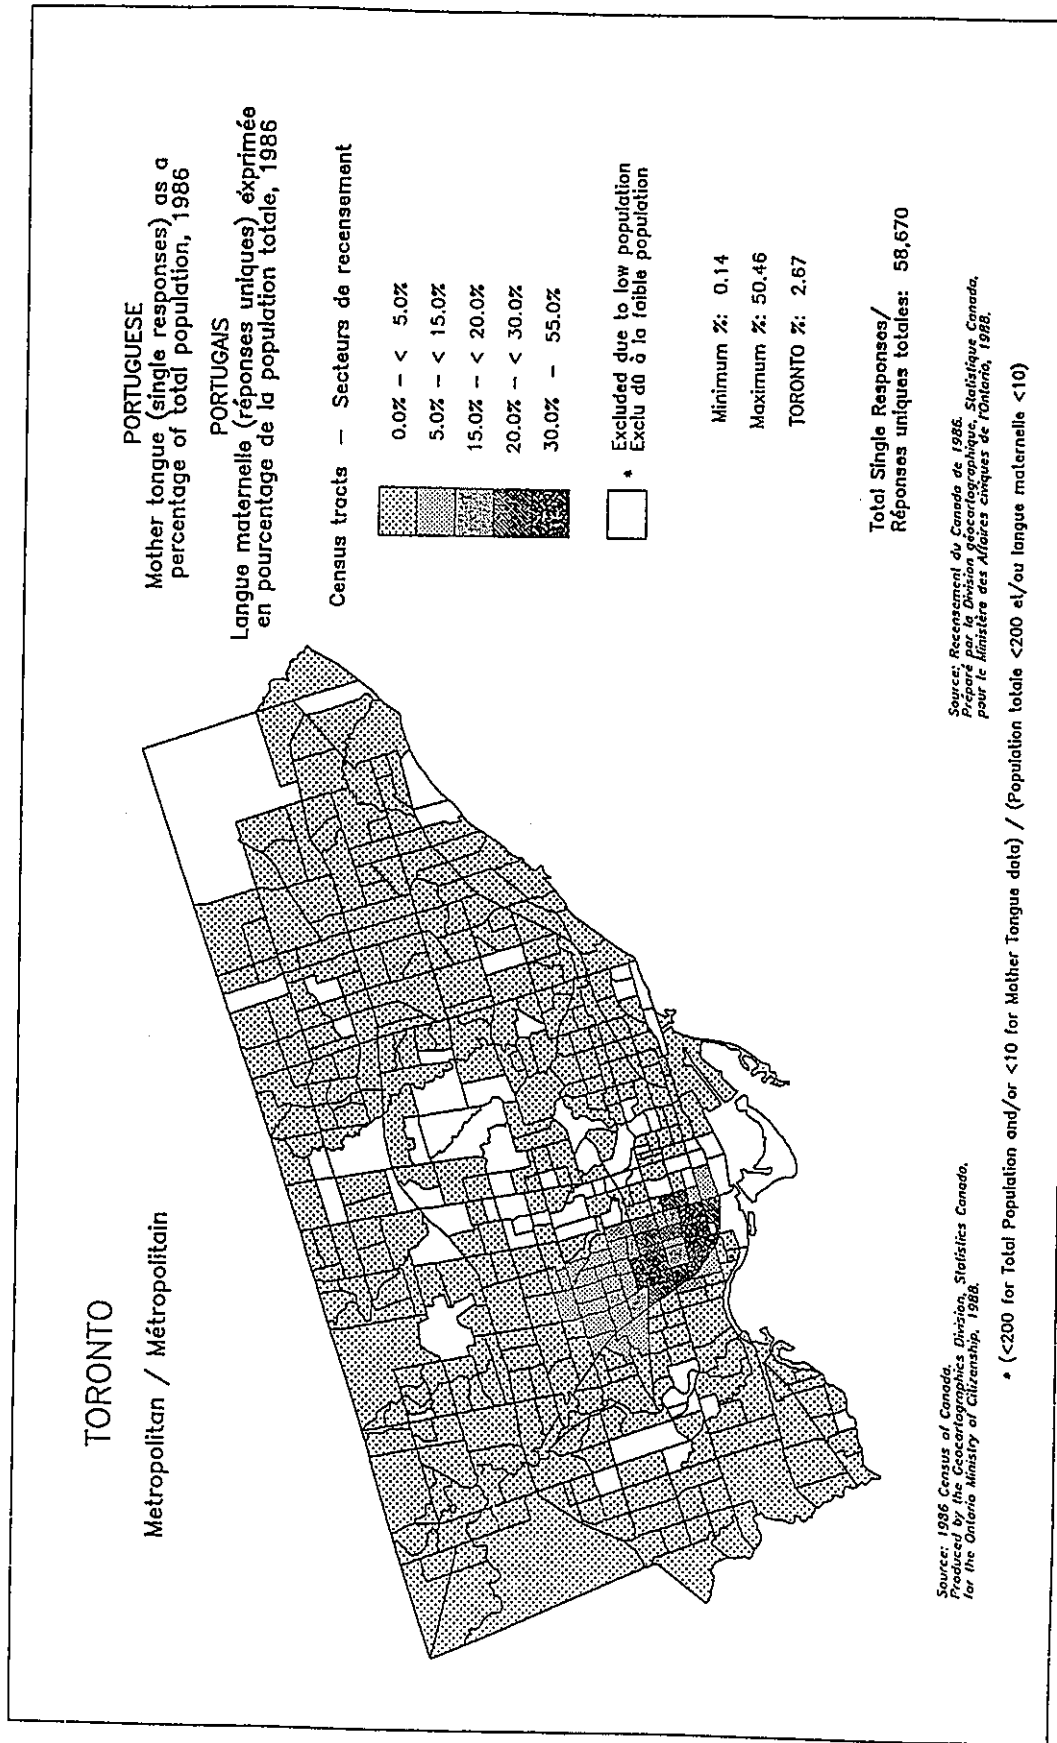 TORONTO
Metropolitan / Métropolitain
PORTUGUESE
Mother tongue (single responses) as a
percentage of total population, 1986
PORTUGAIS
Langue maternelle (réponses uniques) exprimée
en pourcentage de la population totale, 1986
Census tracts – Secteurs de recensement
0.0% – < 5.0%
5.0% – < 15.0%
15.0% – < 20.0%
20.0% – < 30.0%
30.0% – 55.0%
* Excluded due to low population
Exclu dû à la faible population
Minimum %: 0.14
Maximum %: 50.46
TORONTO %: 2.67
Total Single Responses/
Réponses uniques totales: 58,670
Source: 1986 Census of Canada.
Produced by the Geocartographics Division, Statistics Canada,
for the Ontario Ministry of Citizenship, 1988.
Source: Recensement du Canada de 1986.
Préparé par la Division géocartographique, Statistique Canada,
pour le Ministère des Affaires civiques de l'Ontario, 1988.
* (<200 for Total Population and/or <10 for Mother Tongue data) / (Population totale <200 et/ou langue maternelle <10)